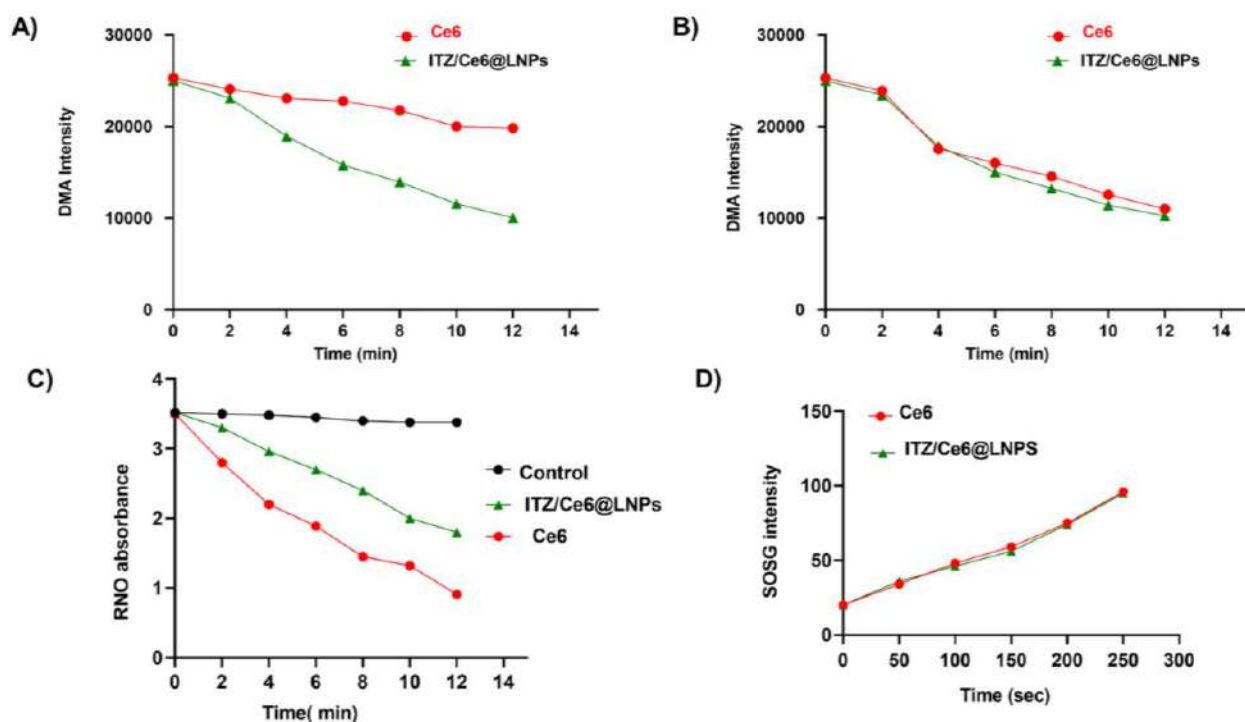 A)
Ce6
ITZ/Ce6@LNPs
30000
20000
10000
0
DMA Intensity
0 2 4 6 8 10 12 14
Time (min)
B)
Ce6
ITZ/Ce6@LNPs
30000
20000
10000
0
DMA Intensity
0 2 4 6 8 10 12 14
Time (min)
C)
4
3
2
1
0
RNO absorbance
Control
ITZ/Ce6@LNPs
Ce6
0 2 4 6 8 10 12 14
Time( min)
D)
Ce6
ITZ/Ce6@LNPS
150
100
50
0
SOSG intensity
0 50 100 150 200 250 300
Time (sec)